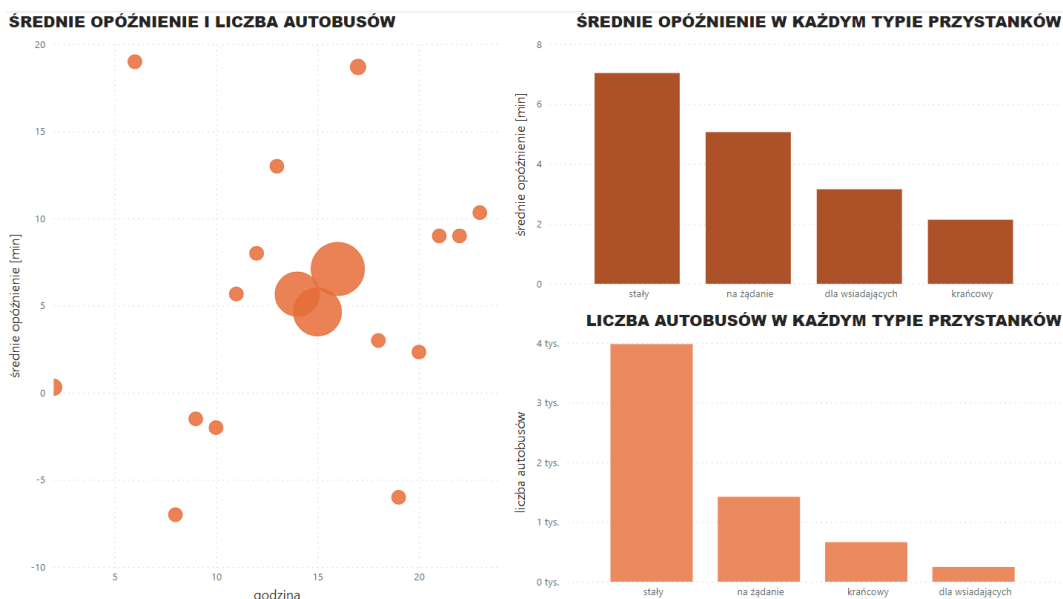 ŚREDNIE OPÓŹNIENIE I LICZBA AUTOBUSÓW
średnie opóźnienie [min]
20
15
10
5
0
-5
-10
5
10
15
20
godzina
ŚREDNIE OPÓŹNIENIE W KAŻDYM TYPIE PRZYSTANKÓW
średnie opóźnienie [min]
8
6
4
2
0
stały
na żądanie
dla wsiadających
krańcowy
LICZBA AUTOBUSÓW W KAŻDYM TYPIE PRZYSTANKÓW
liczba autobusów
4 tys.
3 tys.
2 tys.
1 tys.
0 tys.
stały
na żądanie
krańcowy
dla wsiadających